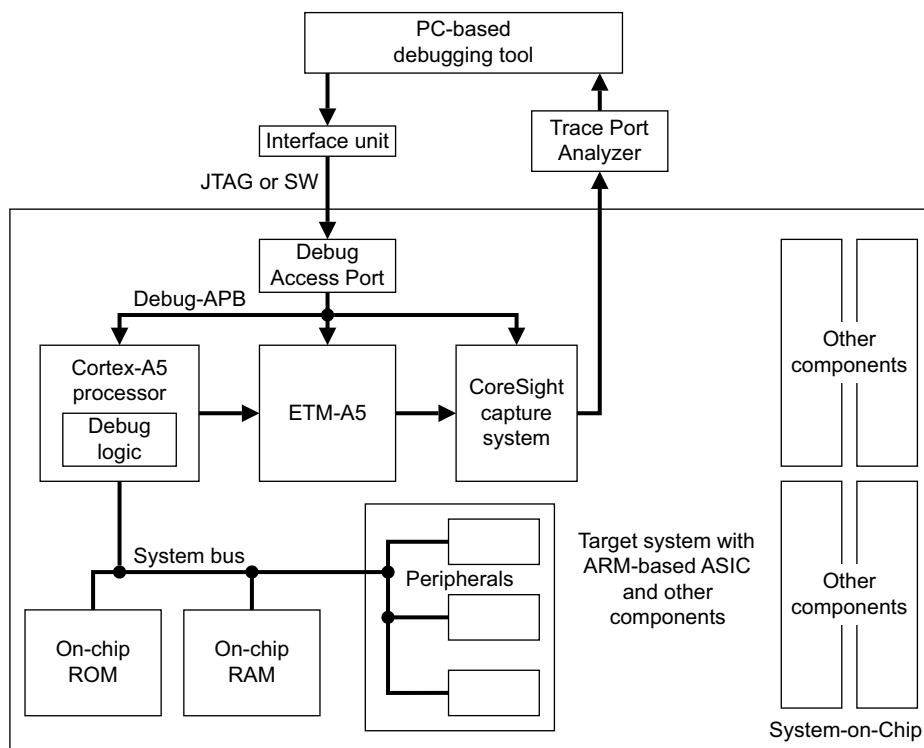 PC-based
debugging tool
Interface unit
Trace Port
Analyzer
JTAG or SW
Debug
Access Port
Debug-APB
Cortex-A5
processor
Debug
logic
ETM-A5
CoreSight
capture
system
Other
components
System bus
Peripherals
On-chip
ROM
On-chip
RAM
Target system with
ARM-based ASIC
and other
components
Other
components
System-on-Chip